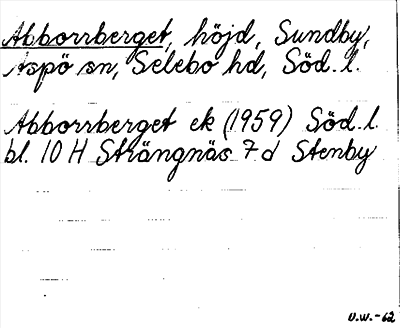 Abborrberget, höjd, Sundby,
Aspö sn, Selebo hd, Söd. l.
Abborrberget ek (1959) Söd. l.
bl. 10 H Strängnäs 7 d Stenby
U.W.-62